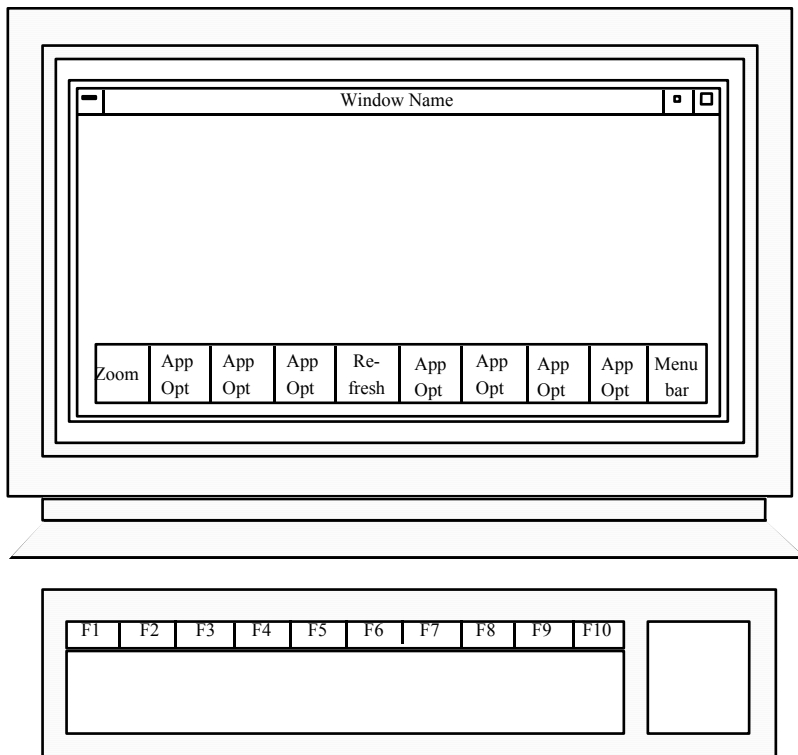 Window Name
Zoom
App
Opt
App
Opt
App
Opt
Re-
fresh
App
Opt
App
Opt
App
Opt
App
Opt
Menu
bar
F1 F2 F3 F4 F5 F6 F7 F8 F9 F10